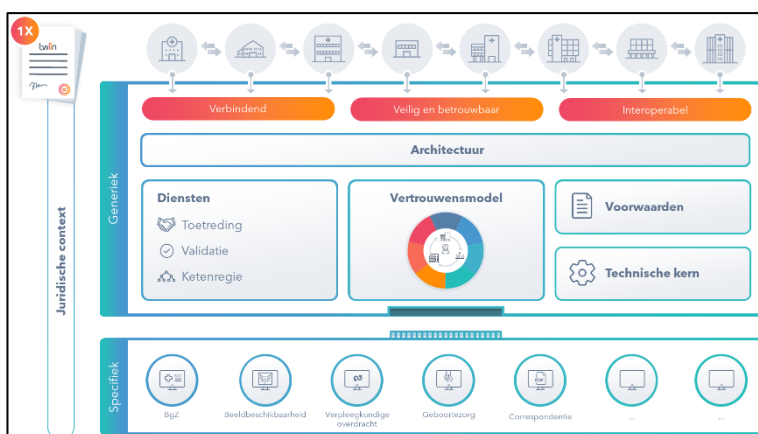 1X
twiin
Juridische context
Generiek
Verbindend
Veilig en betrouwbaar
Interoperabel
Architectuur
Diensten
Toetreding
Validatie
Ketenregie
Vertrouwensmodel
Voorwaarden
Technische kern
Specifiek
BgZ
Beeldbeschikbaarheid
Verpleegkundige
overdracht
Geboortezorg
PDF
Correspondentie
...
...